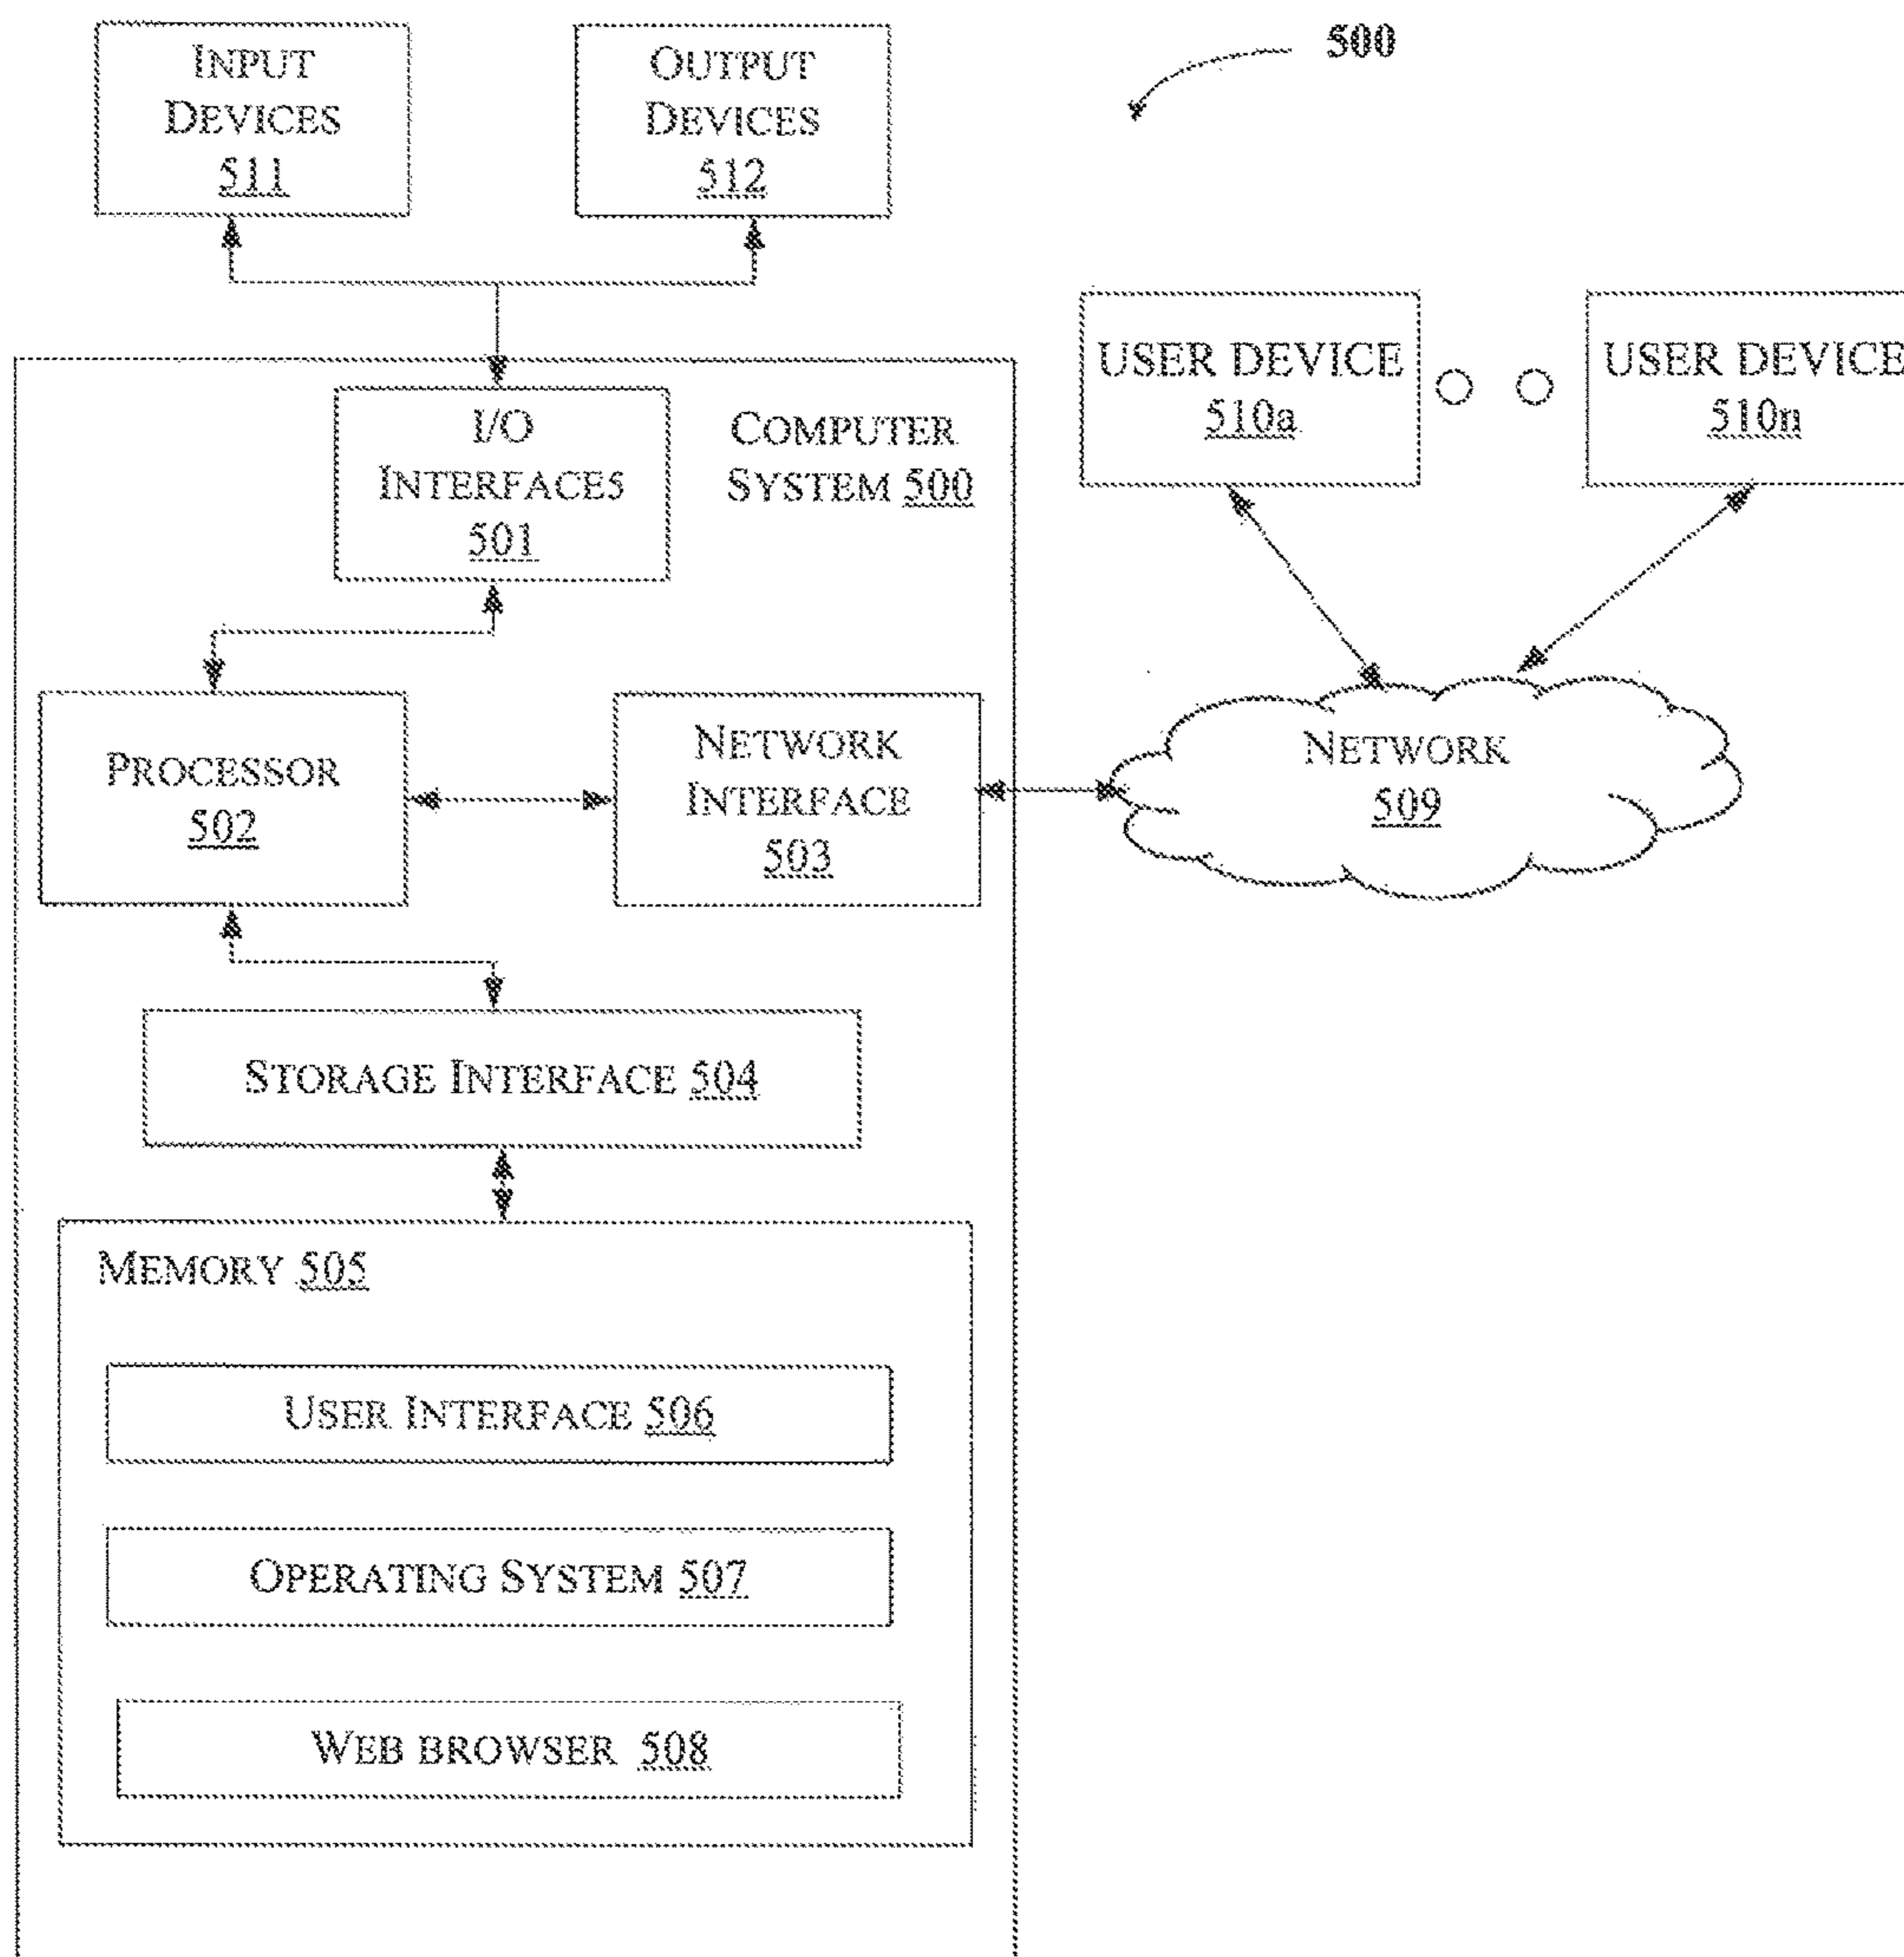 INPUT
DEVICES
511
OUTPUT
DEVICES
512
500
I/O
INTERFACE5
501
COMPUTER
SYSTEM 500
USER DEVICE
510a
USER DEVICE
510n
PROCESSOR
502
NETWORK
INTERFACE
503
NETWORK
509
STORAGE INTERFACE 504
MEMORY 505
USER INTERFACE 506
OPERATING SYSTEM 507
WEB BROWSER 508